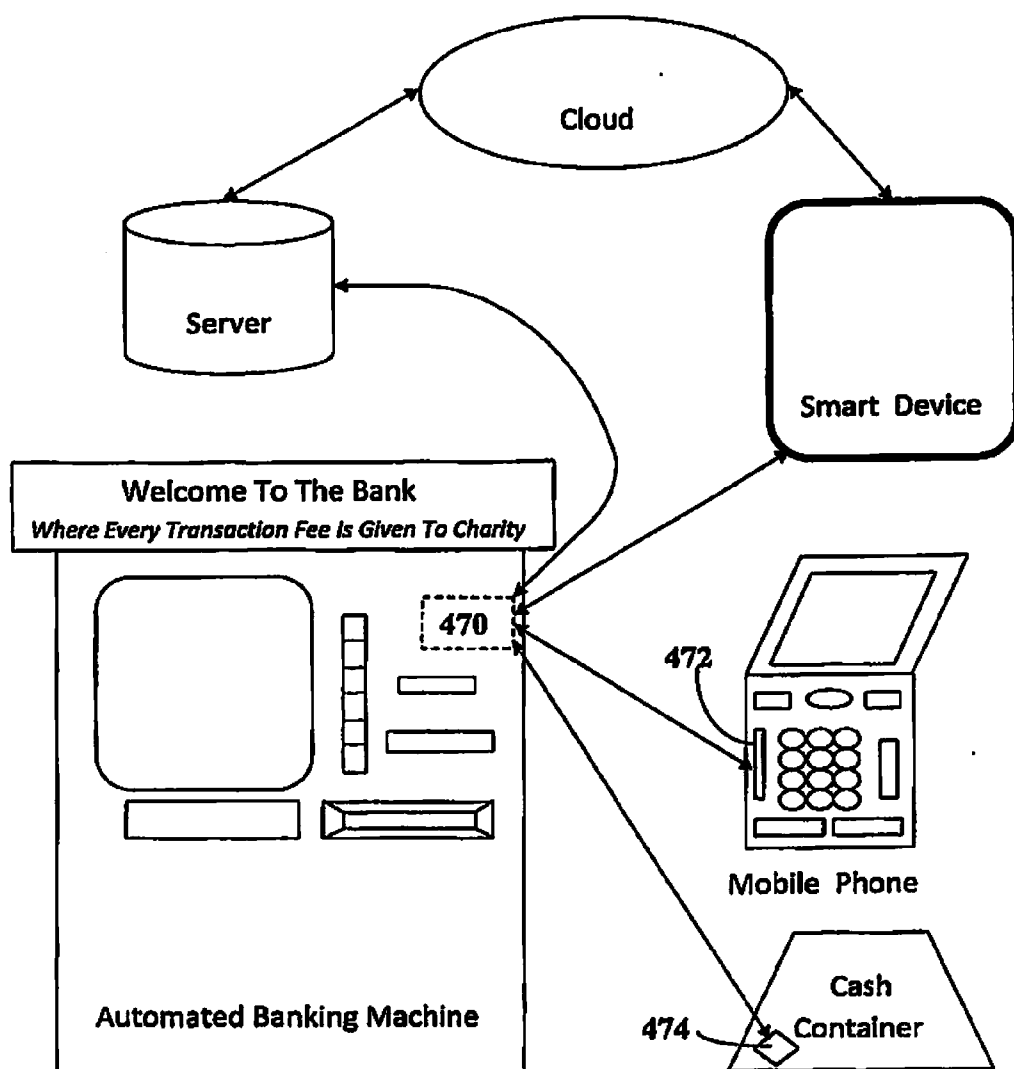 Cloud
Server
Smart Device
Welcome To The Bank
Where Every Transaction Fee Is Given To Charity
470
472
Mobile Phone
Automated Banking Machine
Cash
Container
474